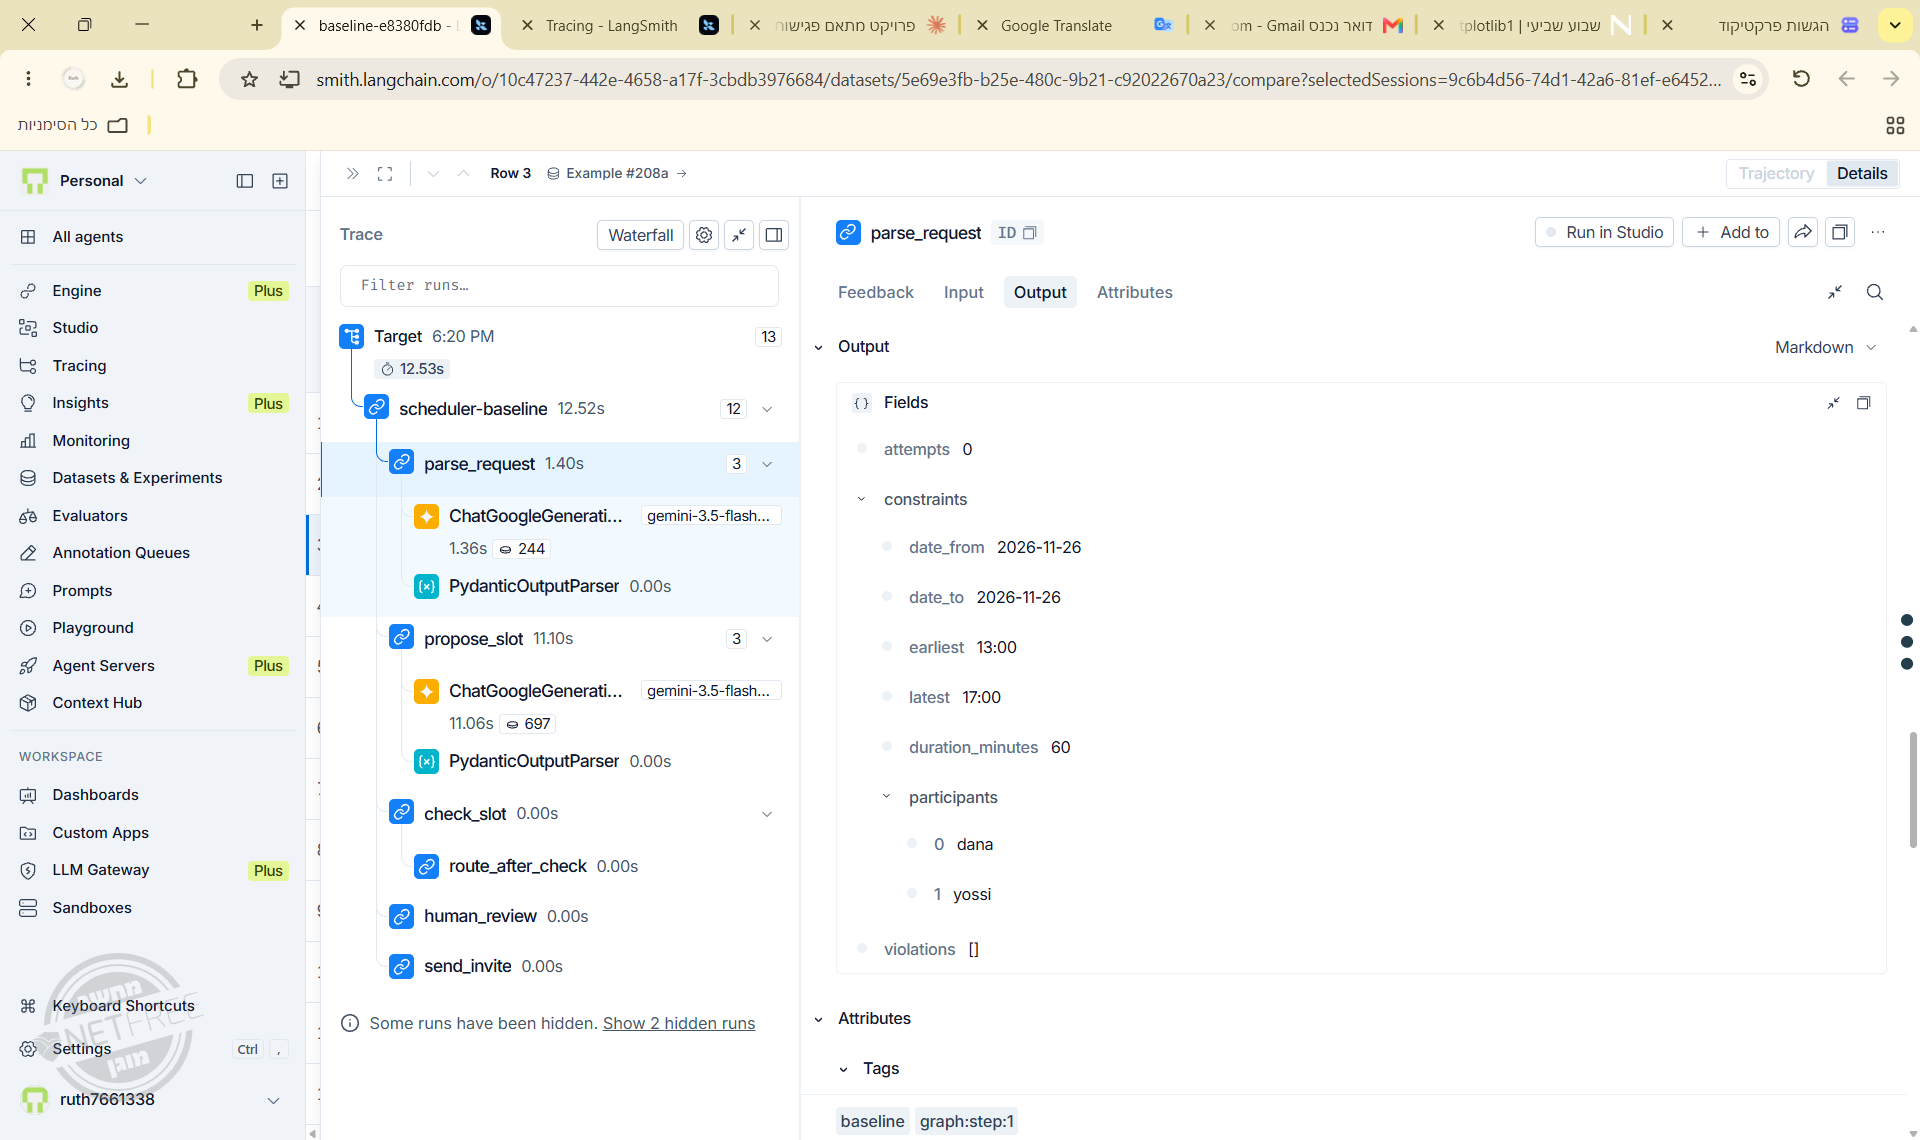 baseline-e8380fdb -
Tracing - LangSmith
פרויקט מתאם פגישות
Google Translate
דואר נכנס - Gmail
שבוע שביעי | tplotlib1
הגשות פרקטיקוד
smith.langchain.com/o/10c47237-442e-4658-a17f-3cbdb3976684/datasets/5e69e3fb-b25e-480c-9b21-c92022670a23/compare?selectedSessions=9c6b4d56-74d1-42a6-81ef-e6452...
כל הסימניות
Personal
All agents
Engine Plus
Studio
Tracing
Insights Plus
Monitoring
Datasets & Experiments
Evaluators
Annotation Queues
Prompts
Playground
Agent Servers Plus
Context Hub
WORKSPACE
Dashboards
Custom Apps
LLM Gateway Plus
Sandboxes
Keyboard Shortcuts
Settings Ctrl ,
ruth7661338
NETFREE
Row 3 Example #208a →
Trajectory Details
Trace Waterfall
Filter runs…
Target 6:20 PM 13
12.53s
scheduler-baseline 12.52s 12
parse_request 1.40s 3
ChatGoogleGenerati... gemini-3.5-flash...
1.36s 244
PydanticOutputParser 0.00s
propose_slot 11.10s 3
ChatGoogleGenerati... gemini-3.5-flash...
11.06s 697
PydanticOutputParser 0.00s
check_slot 0.00s
route_after_check 0.00s
human_review 0.00s
send_invite 0.00s
Some runs have been hidden. Show 2 hidden runs
parse_request ID
Run in Studio + Add to
Feedback Input Output Attributes
Output Markdown
{} Fields
attempts 0
constraints
date_from 2026-11-26
date_to 2026-11-26
earliest 13:00
latest 17:00
duration_minutes 60
participants
0 dana
1 yossi
violations []
Attributes
Tags
baseline graph:step:1